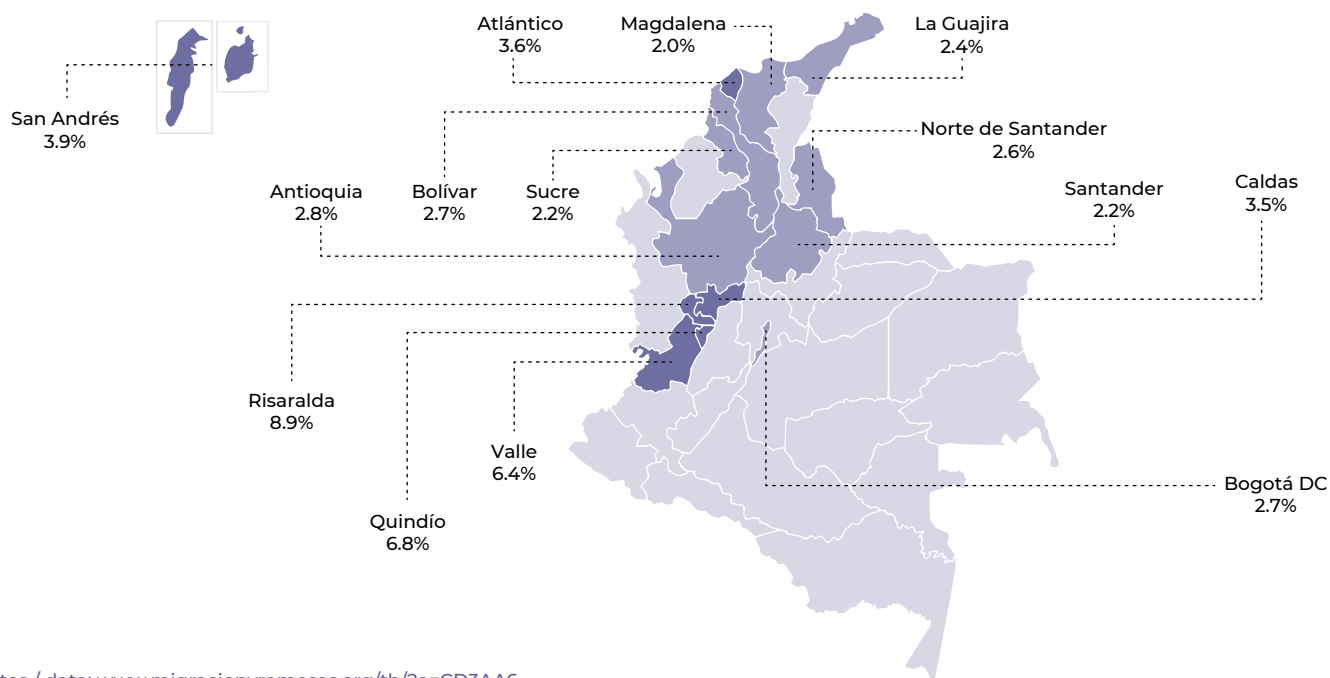 Atlántico
3.6%
Magdalena
2.0%
La Guajira
2.4%
San Andrés
3.9%
Norte de Santander
2.6%
Antioquia
2.8%
Bolívar
2.7%
Sucre
2.2%
Santander
2.2%
Caldas
3.5%
Risaralda
8.9%
Valle
6.4%
Bogotá DC
2.7%
Quindío
6.8%